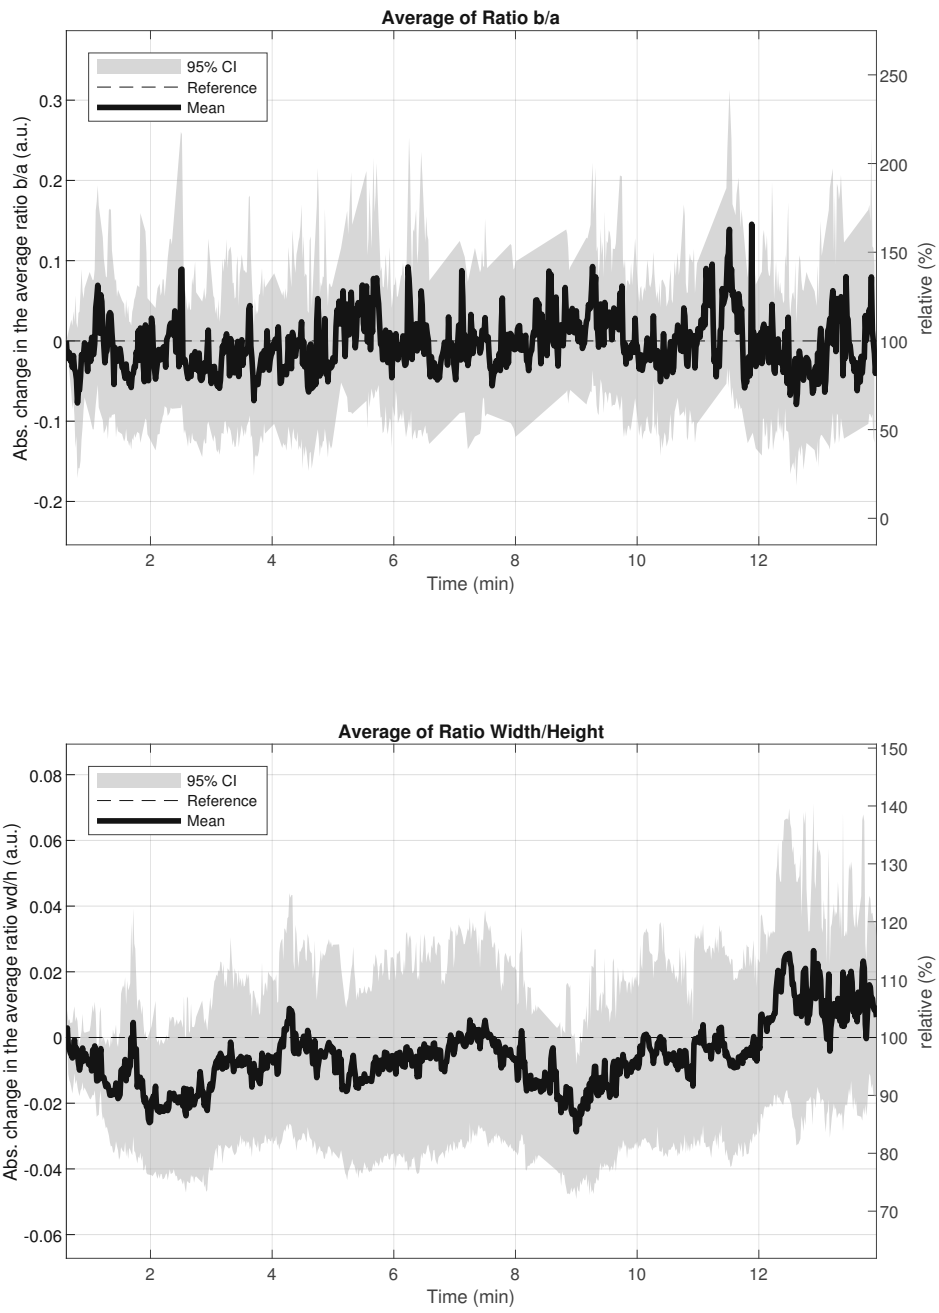 Average of Ratio b/a
95% CI
Reference
Mean
Abs. change in the average ratio b/a (a.u.)
0.3
0.2
0.1
0
-0.1
-0.2
250
200
150
100
50
0
relative (%)
2 4 6 8 10 12
Time (min)
Average of Ratio Width/Height
95% CI
Reference
Mean
Abs. change in the average ratio wd/h (a.u.)
0.08
0.06
0.04
0.02
0
-0.02
-0.04
-0.06
150
140
130
120
110
100
90
80
70
relative (%)
2 4 6 8 10 12
Time (min)